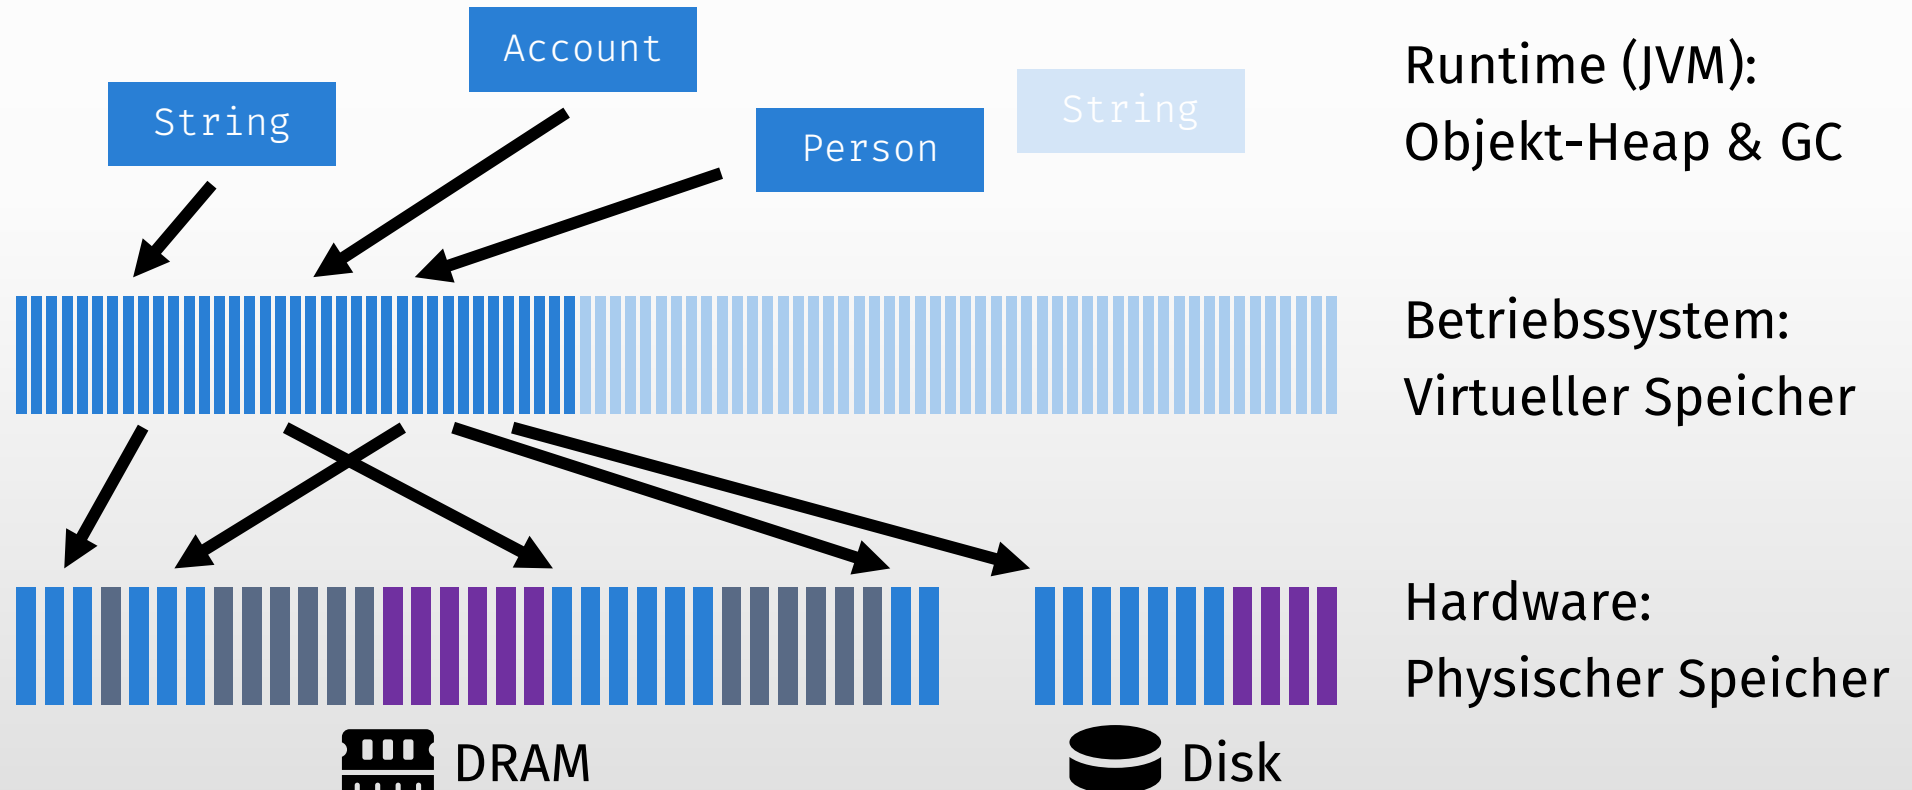 Account
String
Person
String
Runtime (JVM):
Objekt-Heap & GC
Betriebssystem:
Virtueller Speicher
Hardware:
Physischer Speicher
DRAM
Disk